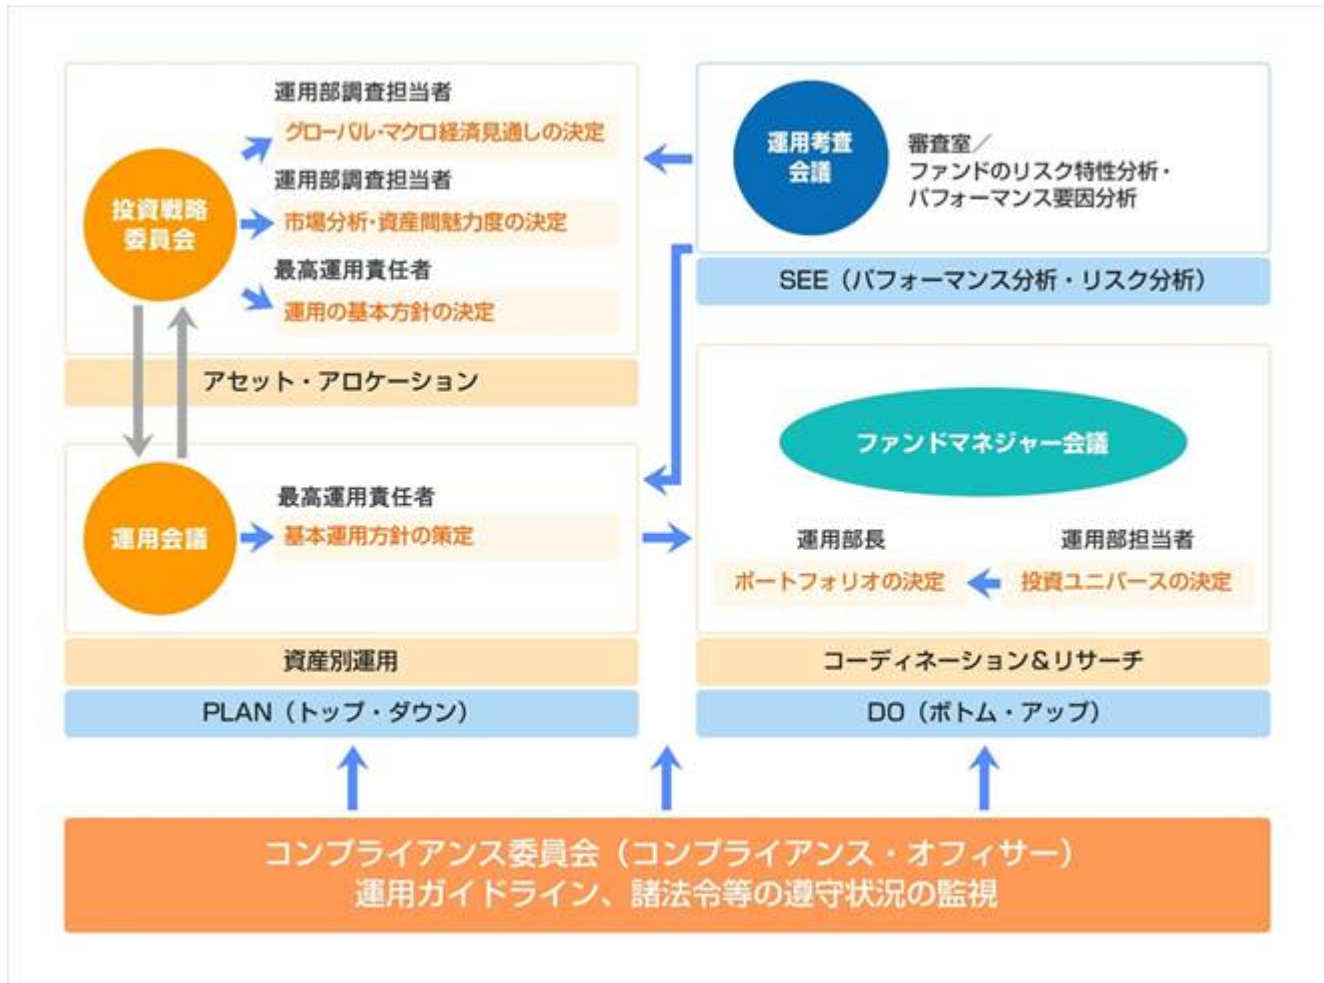 運用部調査担当者
グローバル・マクロ経済見通しの決定
投資戦略
委員会
運用部調査担当者
市場分析・資産間魅力度の決定
最高運用責任者
運用の基本方針の決定
アセット・アロケーション
運用考査
会議
審査室／
ファンドのリスク特性分析・
パフォーマンス要因分析
SEE（パフォーマンス分析・リスク分析）
運用会議
最高運用責任者
基本運用方針の策定
資産別運用
PLAN（トップ・ダウン）
ファンドマネジャー会議
運用部長
ポートフォリオの決定
運用部担当者
投資ユニバースの決定
コーディネーション＆リサーチ
DO（ボトム・アップ）
コンプライアンス委員会（コンプライアンス・オフィサー）
運用ガイドライン、諸法令等の遵守状況の監視